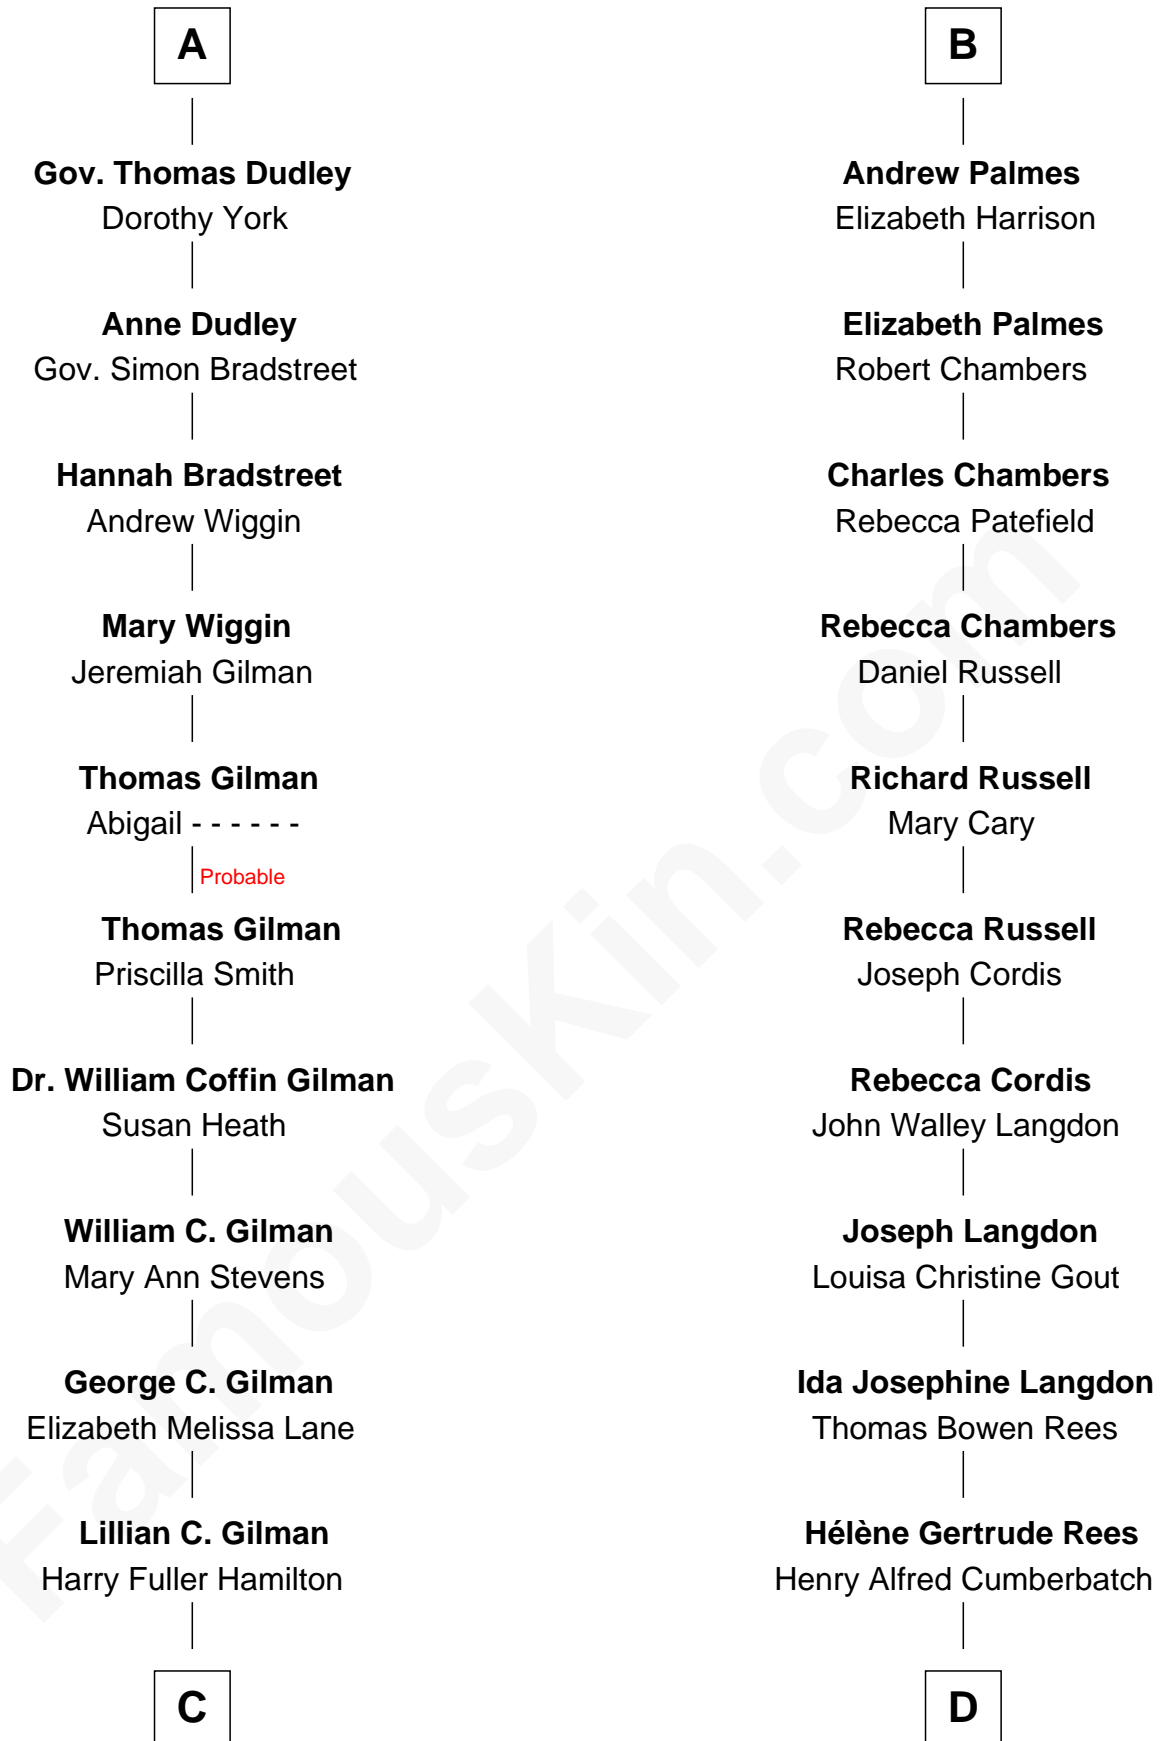 A
Gov. Thomas Dudley
Dorothy York
Anne Dudley
Gov. Simon Bradstreet
Hannah Bradstreet
Andrew Wiggin
Mary Wiggin
Jeremiah Gilman
Thomas Gilman
Abigail - - - - - -
Probable
Thomas Gilman
Priscilla Smith
Dr. William Coffin Gilman
Susan Heath
William C. Gilman
Mary Ann Stevens
George C. Gilman
Elizabeth Melissa Lane
Lillian C. Gilman
Harry Fuller Hamilton
C
B
Andrew Palmes
Elizabeth Harrison
Elizabeth Palmes
Robert Chambers
Charles Chambers
Rebecca Patefield
Rebecca Chambers
Daniel Russell
Richard Russell
Mary Cary
Rebecca Russell
Joseph Cordis
Rebecca Cordis
John Walley Langdon
Joseph Langdon
Louisa Christine Gout
Ida Josephine Langdon
Thomas Bowen Rees
Hélène Gertrude Rees
Henry Alfred Cumberbatch
D
FamousKin.com